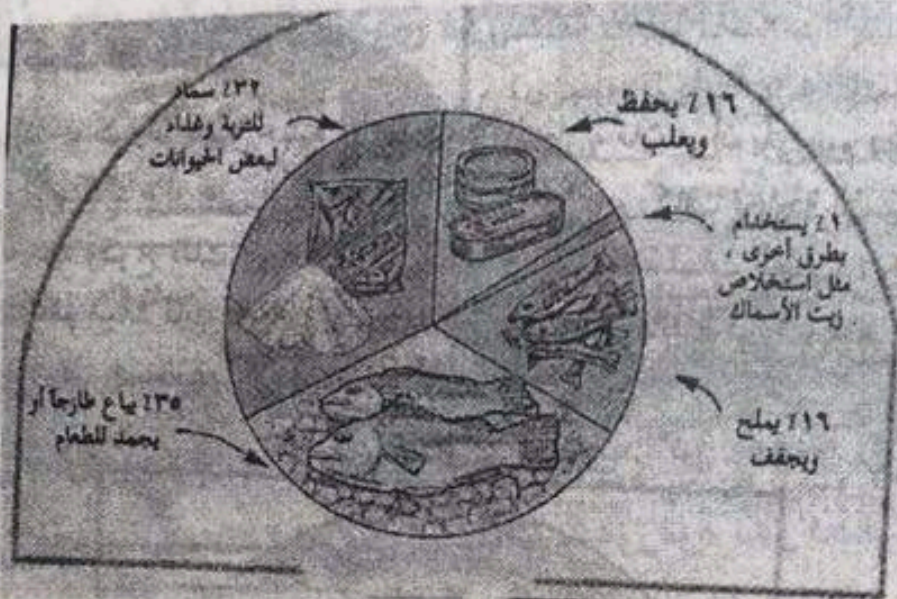 ١٦٪ يحفظ
ويعلب
١٪ يستخدم
بطرق أخرى ،
مثل استخلاص
زيت الأسماك .
١٦٪ يملح
ويجفف
٣٥٪ يباع طازجاً أو
يجمد للطعام
٣٢٪ سماد
للتربة وغذاء
لبعض الحيوانات